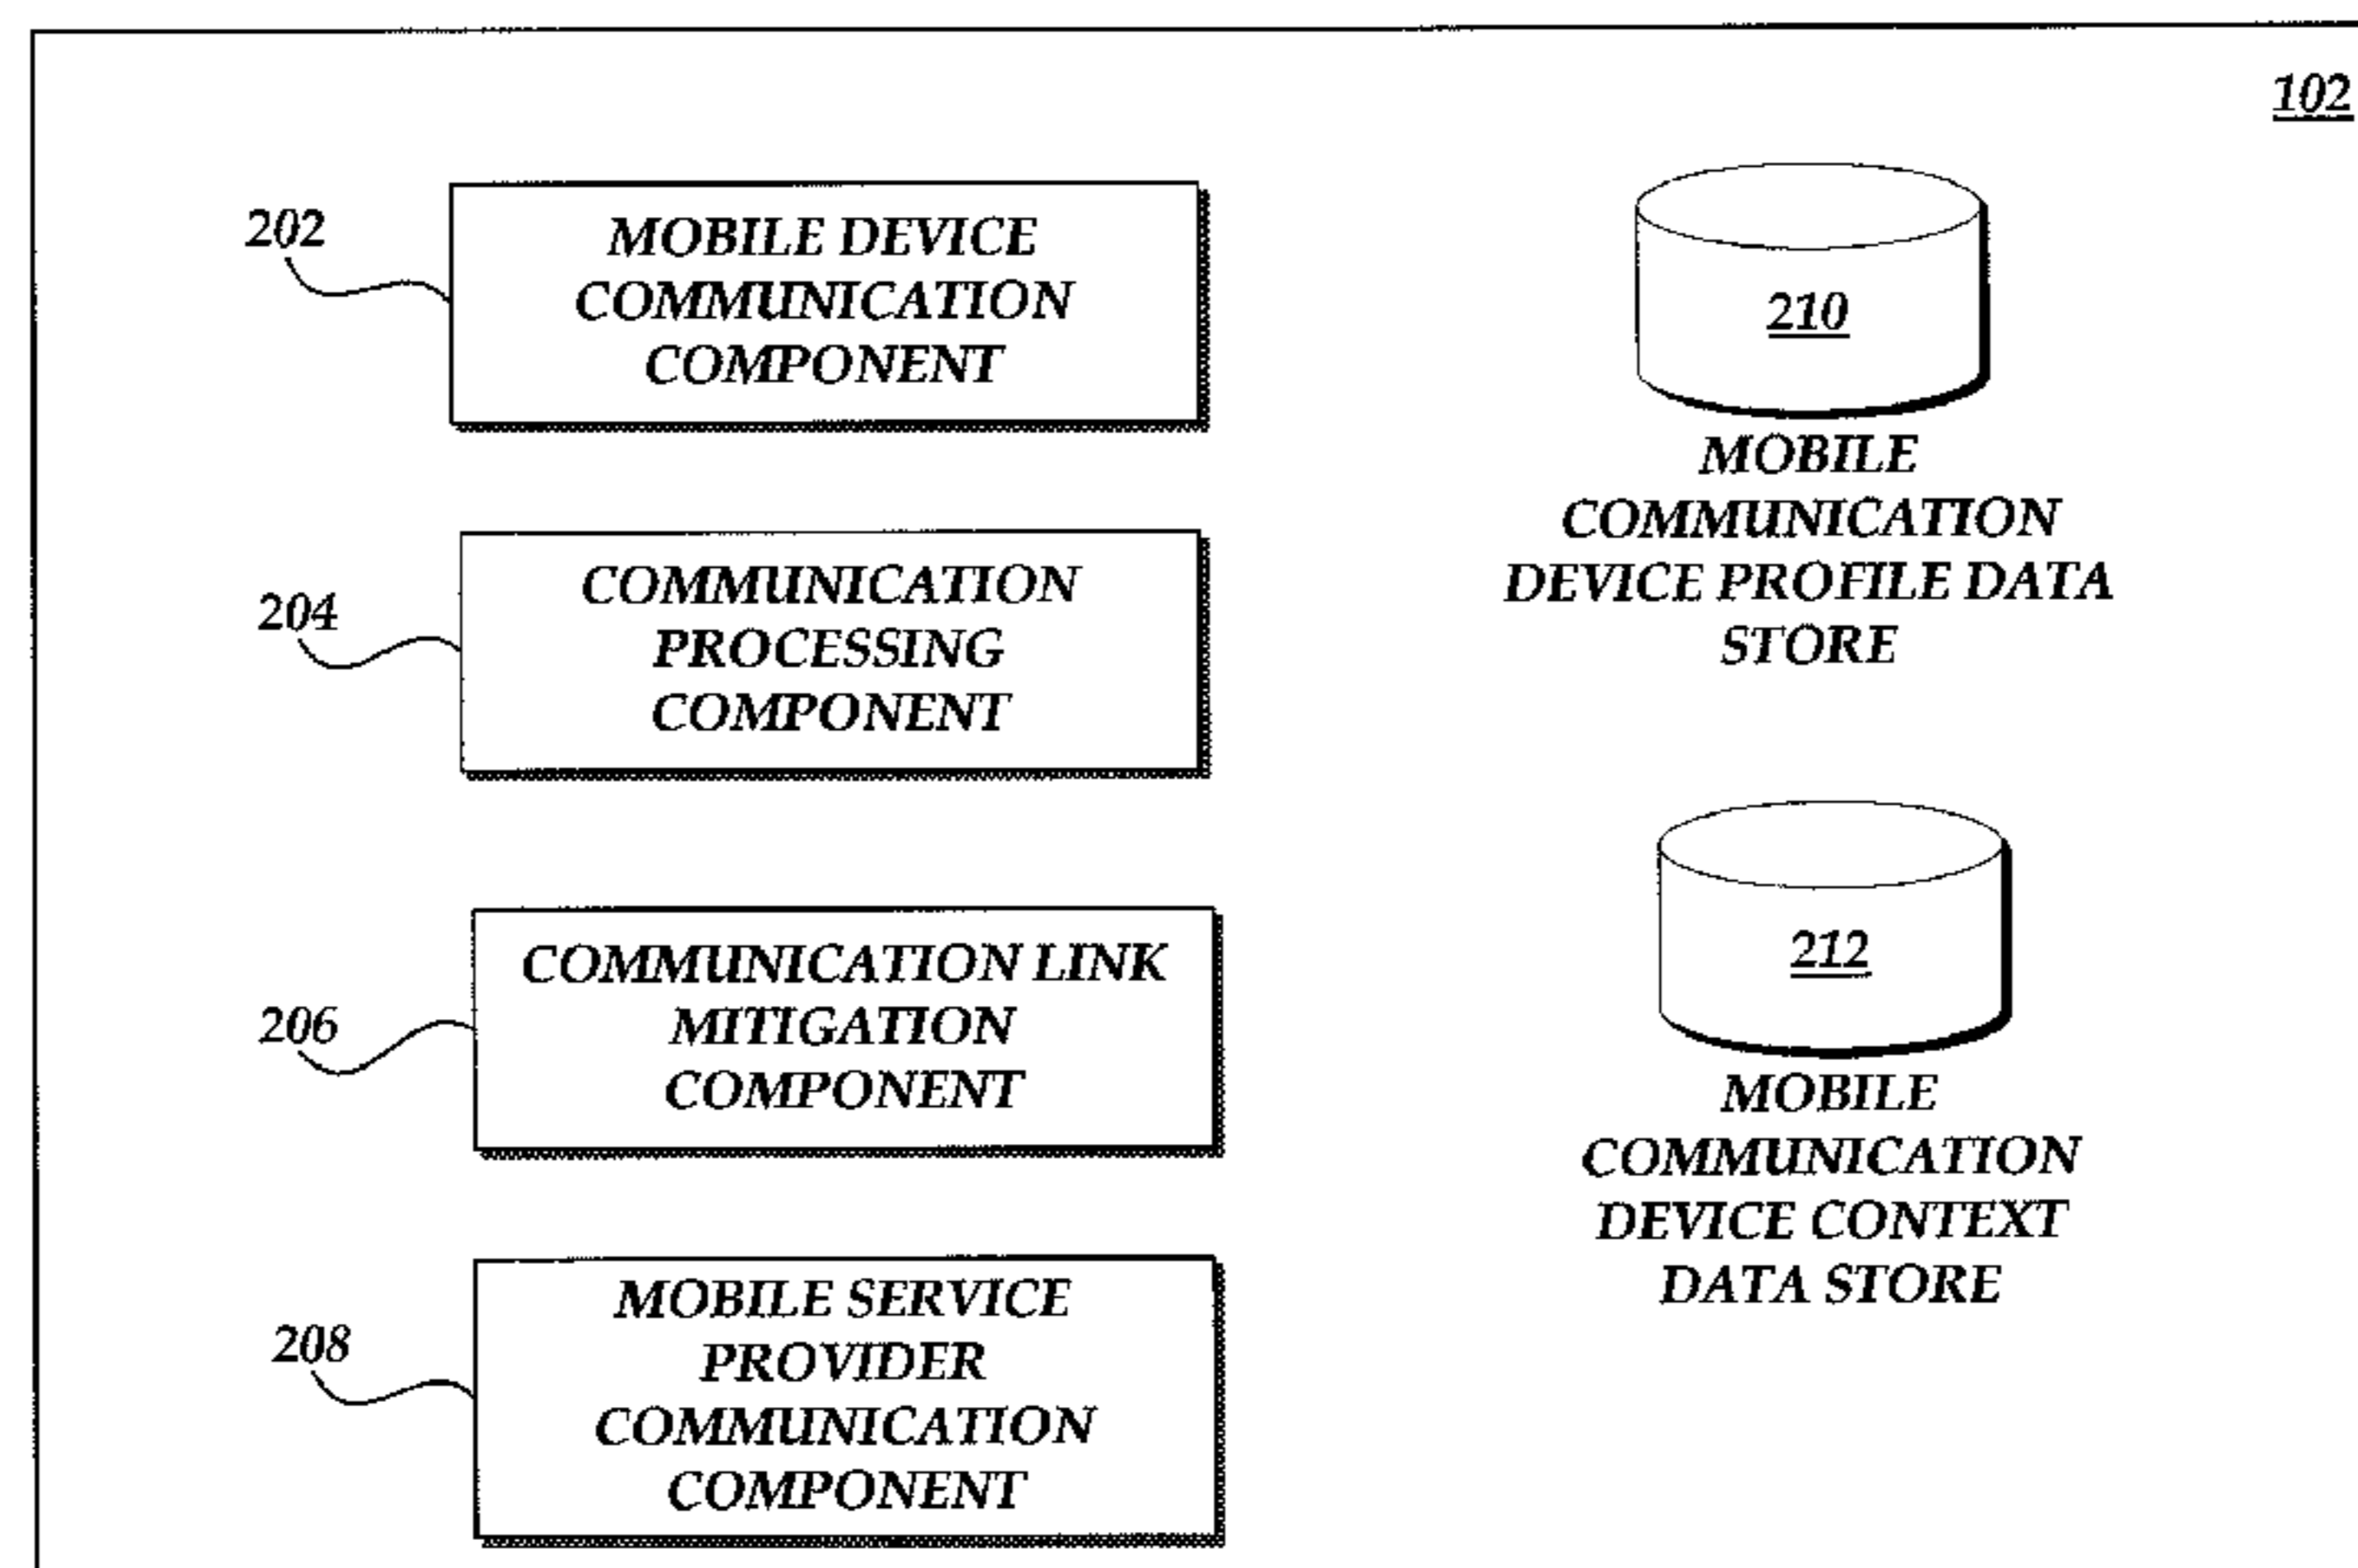 102
202
MOBILE DEVICE
COMMUNICATION
COMPONENT
204
COMMUNICATION
PROCESSING
COMPONENT
206
COMMUNICATION LINK
MITIGATION
COMPONENT
208
MOBILE SERVICE
PROVIDER
COMMUNICATION
COMPONENT
210
MOBILE
COMMUNICATION
DEVICE PROFILE DATA
STORE
212
MOBILE
COMMUNICATION
DEVICE CONTEXT
DATA STORE